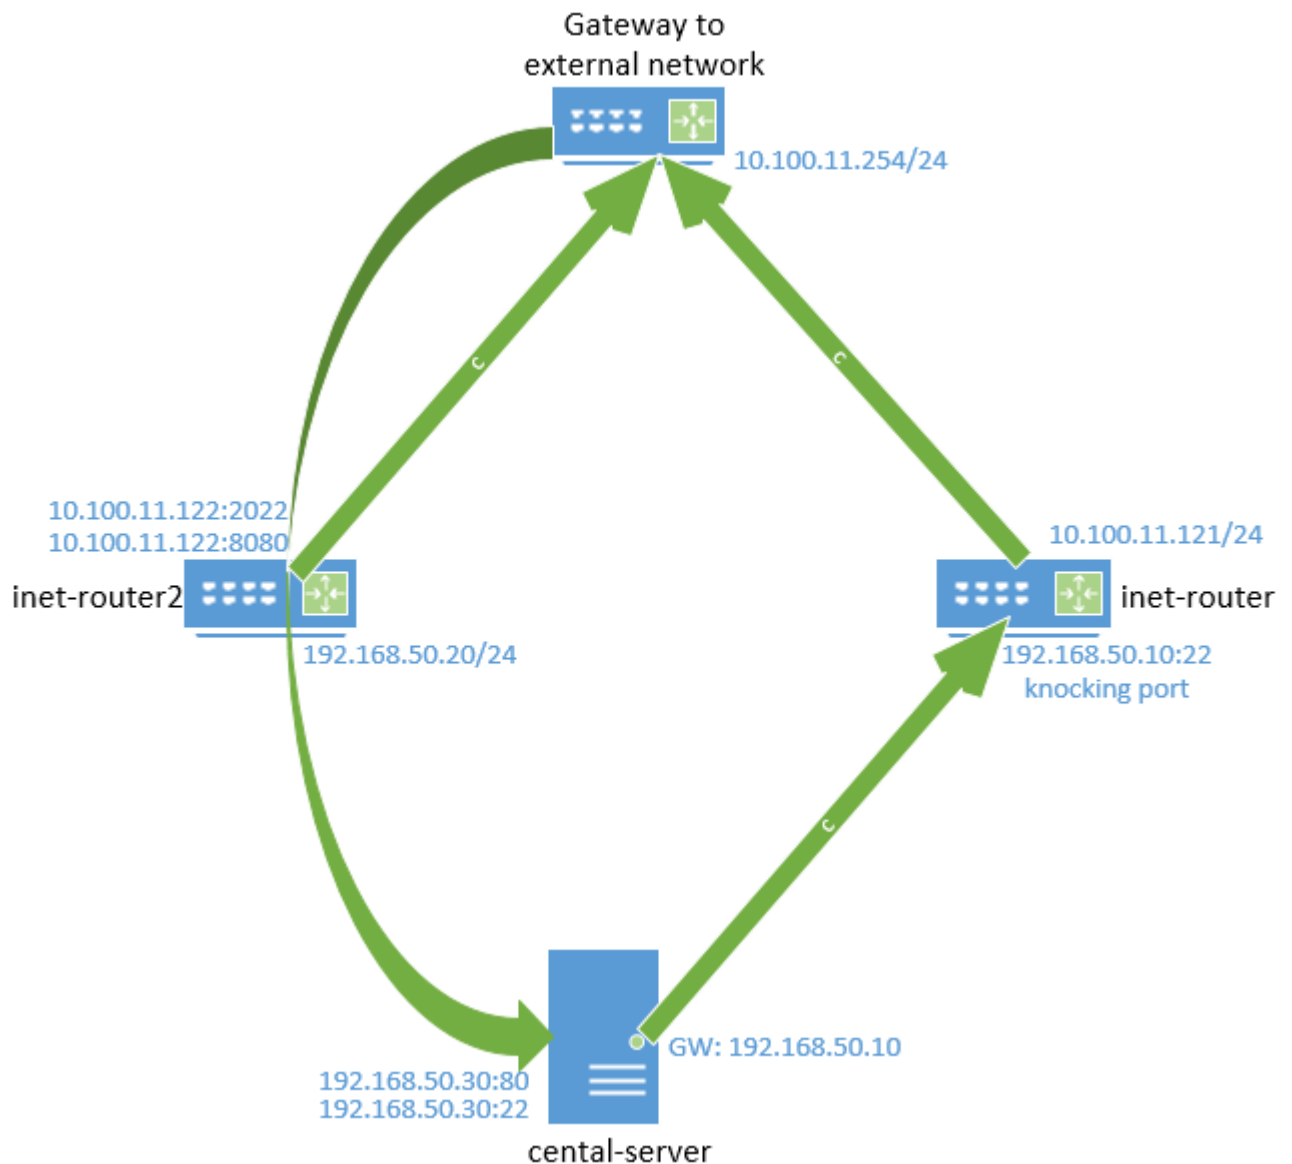 Gateway to
external network
10.100.11.254/24
c
c
10.100.11.122:2022
10.100.11.122:8080
10.100.11.121/24
inet-router2
inet-router
192.168.50.20/24
192.168.50.10:22
knocking port
c
GW: 192.168.50.10
192.168.50.30:80
192.168.50.30:22
cental-server